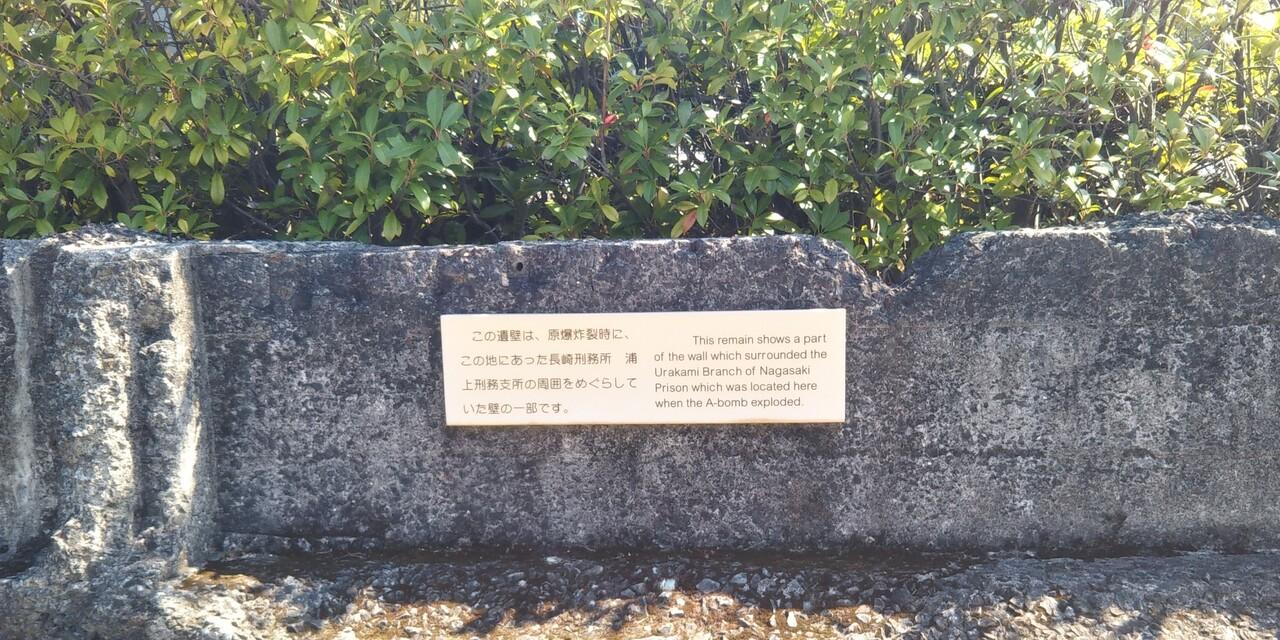 この遺壁は、原爆炸裂時に、
この地にあった長崎刑務所　浦
上刑務支所の周囲をめぐらして
いた壁の一部です。
This remain shows a part
of the wall which surrounded the
Urakami Branch of Nagasaki
Prison which was located here
when the A-bomb exploded.